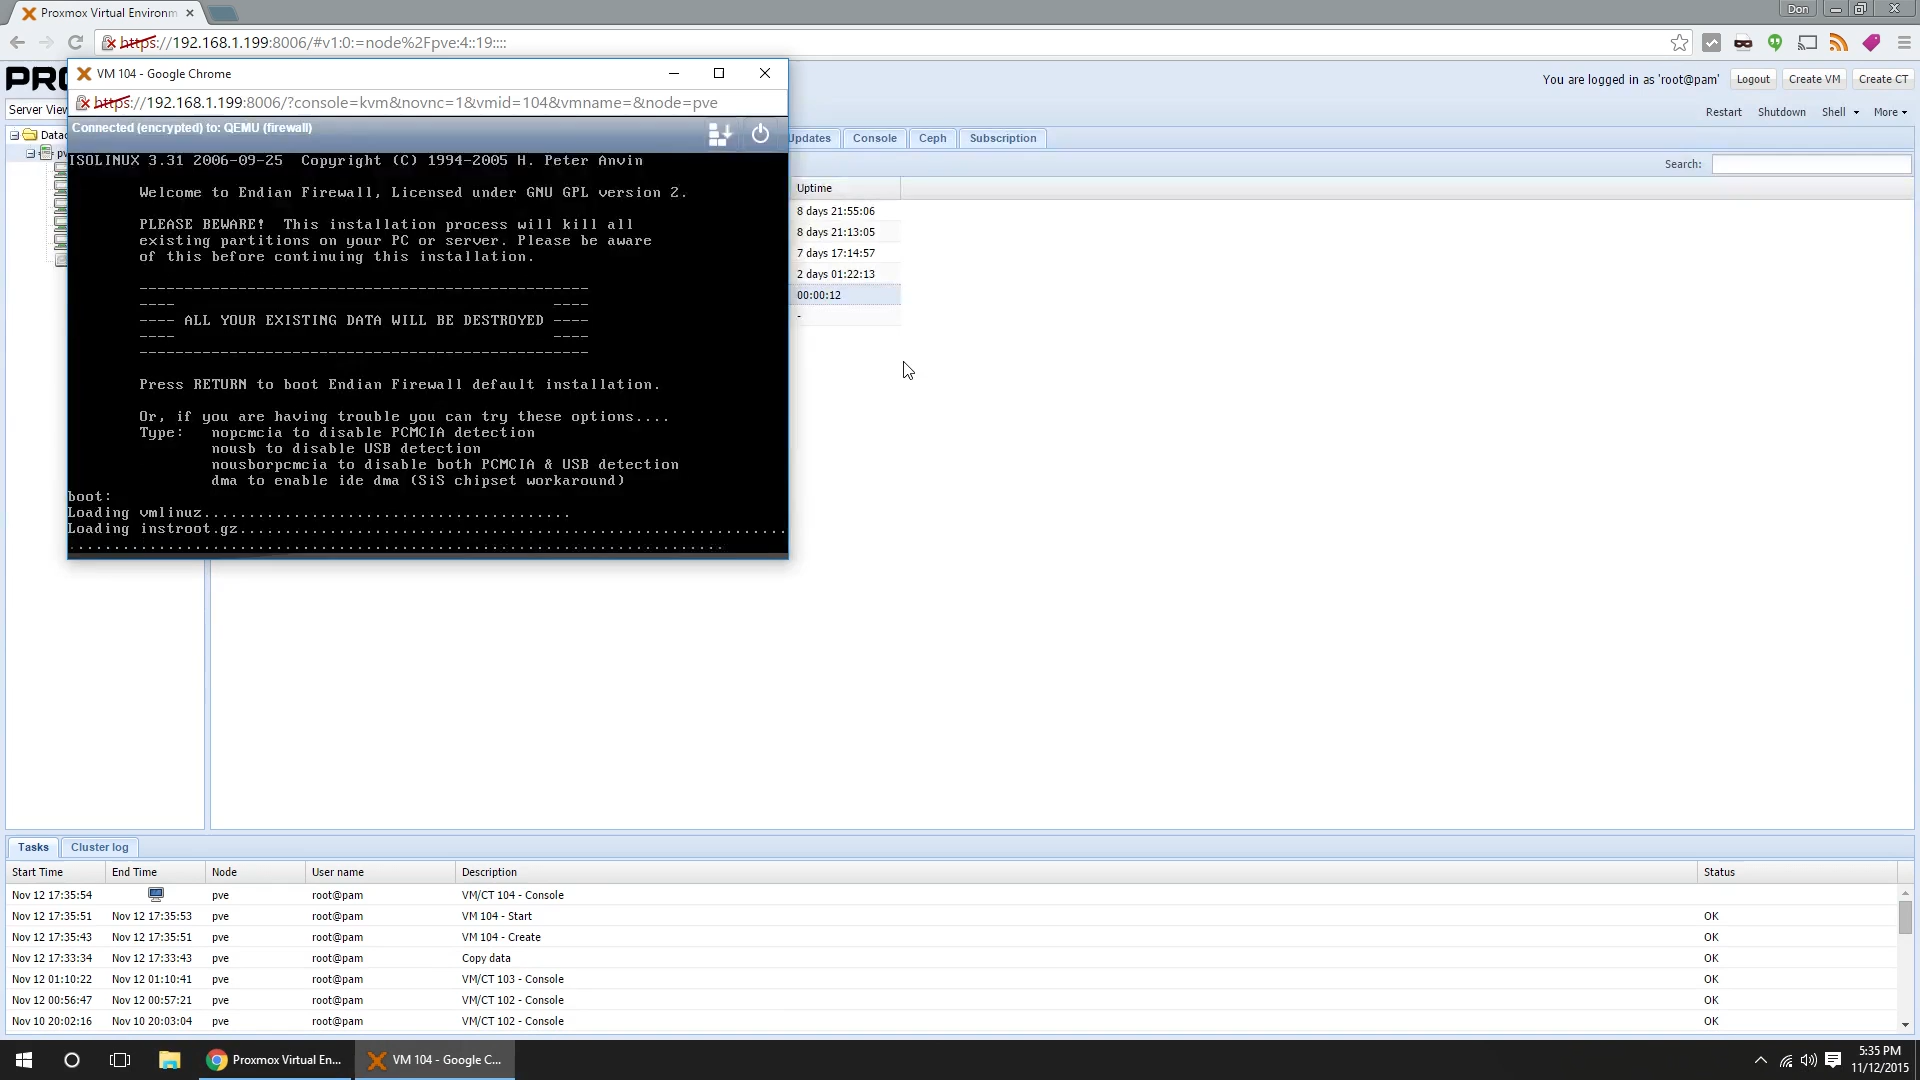 Proxmox Virtual Environm
Don
https://192.168.1.199:8006/#v1:0:=node%2Fpve:4::19::::
PRO
You are logged in as 'root@pam'
Logout
Create VM
Create CT
VM 104 - Google Chrome
https://192.168.1.199:8006/?console=kvm&novnc=1&vmid=104&vmname=&node=pve
Server View
Restart
Shutdown
Shell
More
Connected (encrypted) to: QEMU (firewall)
Updates
Console
Ceph
Subscription
Datac
pv
Search:
ISOLINUX 3.31 2006-09-25  Copyright (C) 1994-2005 H. Peter Anvin
Welcome to Endian Firewall, Licensed under GNU GPL version 2.
PLEASE BEWARE!  This installation process will kill all
existing partitions on your PC or server. Please be aware
of this before continuing this installation.
--------------------------------------------------
----                                          ----
---- ALL YOUR EXISTING DATA WILL BE DESTROYED ----
----                                          ----
--------------------------------------------------
Press RETURN to boot Endian Firewall default installation.
Or, if you are having trouble you can try these options....
Type:   nopcmcia to disable PCMCIA detection
nousb to disable USB detection
nousborpcmcia to disable both PCMCIA & USB detection
dma to enable ide dma (SiS chipset workaround)
boot:
Loading vmlinuz.........................................
Loading instroot.gz.............................................................
.........................................................................
Uptime
8 days 21:55:06
8 days 21:13:05
7 days 17:14:57
2 days 01:22:13
00:00:12
-
Tasks
Cluster log
Start Time	End Time	Node	User name	Description	Status
Nov 12 17:35:54		pve	root@pam	VM/CT 104 - Console
Nov 12 17:35:51	Nov 12 17:35:53	pve	root@pam	VM 104 - Start	OK
Nov 12 17:35:43	Nov 12 17:35:51	pve	root@pam	VM 104 - Create	OK
Nov 12 17:33:34	Nov 12 17:33:43	pve	root@pam	Copy data	OK
Nov 12 01:10:22	Nov 12 01:10:41	pve	root@pam	VM/CT 103 - Console	OK
Nov 12 00:56:47	Nov 12 00:57:21	pve	root@pam	VM/CT 102 - Console	OK
Nov 10 20:02:16	Nov 10 20:03:04	pve	root@pam	VM/CT 102 - Console	OK
Proxmox Virtual En...
VM 104 - Google C...
5:35 PM
11/12/2015